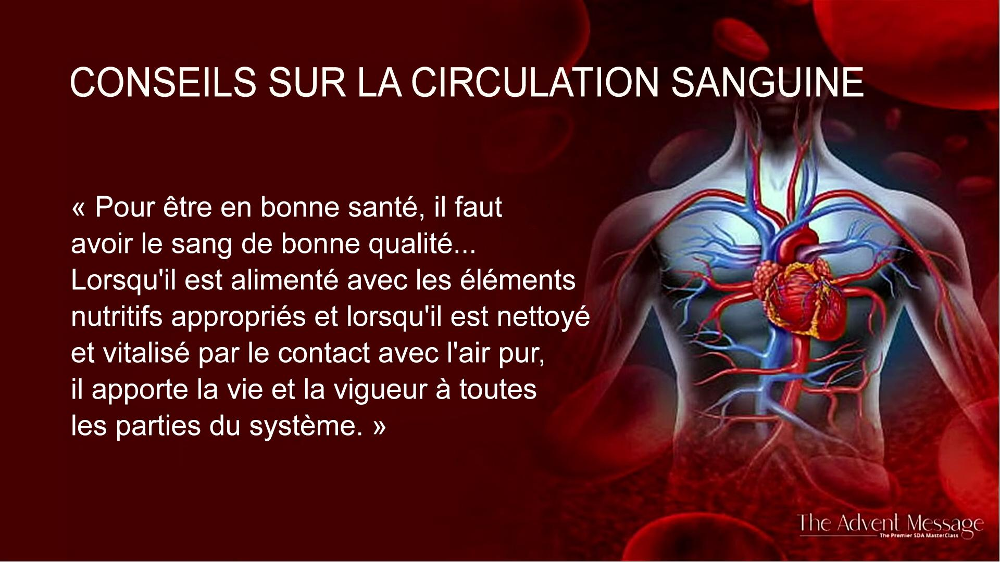 CONSEILS SUR LA CIRCULATION SANGUINE
« Pour être en bonne santé, il faut
avoir le sang de bonne qualité...
Lorsqu'il est alimenté avec les éléments
nutritifs appropriés et lorsqu'il est nettoyé
et vitalisé par le contact avec l'air pur,
il apporte la vie et la vigueur à toutes
les parties du système. »
The Advent Message
The Premier SDA MasterClass